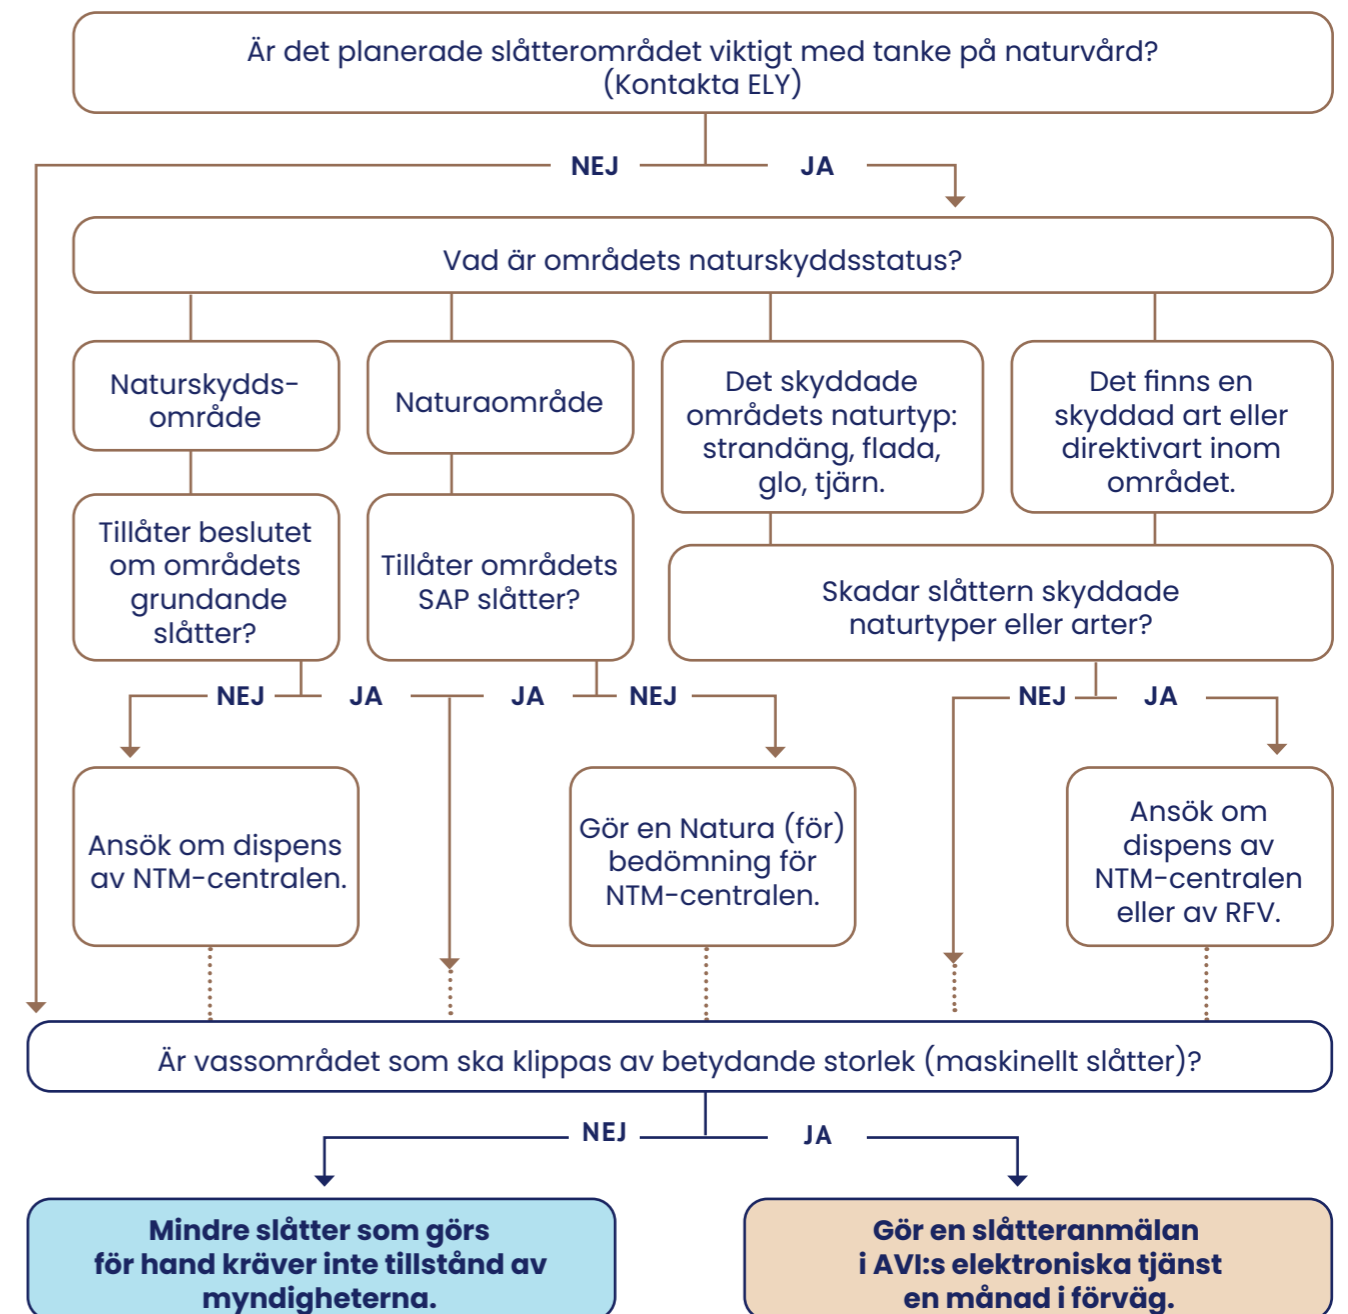 Är det planerade slåtterområdet viktigt med tanke på naturvård?
(Kontakta ELY)
NEJ
JA
Vad är områdets naturskyddsstatus?
Naturskydds-
område
Naturaområde
Det skyddade
områdets naturtyp:
strandäng, flada,
glo, tjärn.
Det finns en
skyddad art eller
direktivart inom
området.
Tillåter beslutet
om områdets
grundande
slåtter?
Tillåter områdets
SAP slåtter?
Skadar slåttern skyddade
naturtyper eller arter?
NEJ
JA
JA
NEJ
NEJ
JA
Ansök om dispens
av NTM-centralen.
Gör en Natura (för)
bedömning för
NTM-centralen.
Ansök om
dispens av
NTM-centralen
eller av RFV.
Är vassområdet som ska klippas av betydande storlek (maskinellt slåtter)?
NEJ
JA
Mindre slåtter som görs
för hand kräver inte tillstånd av
myndigheterna.
Gör en slåtteranmälan
i AVI:s elektroniska tjänst
en månad i förväg.